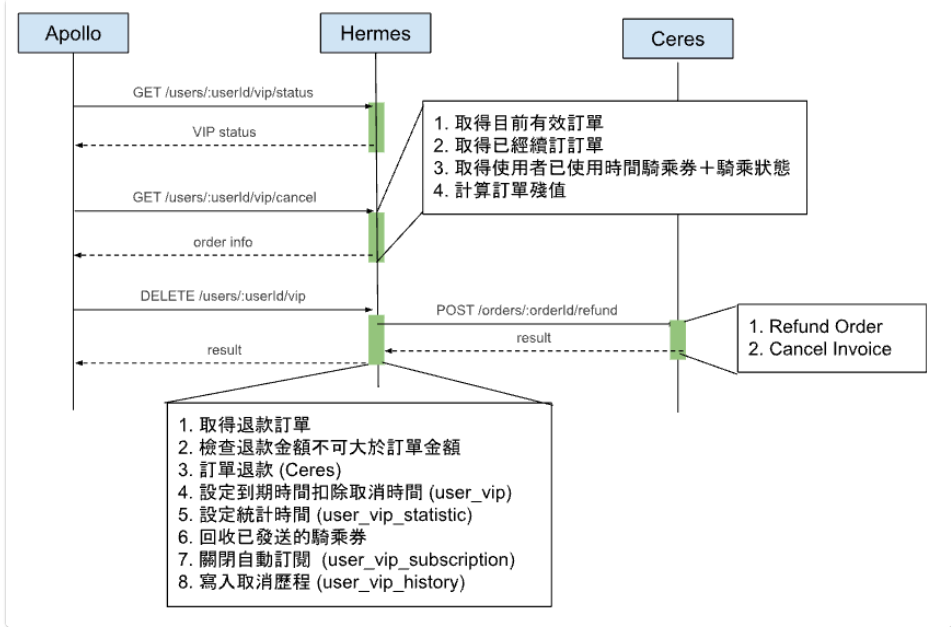 Apollo
Hermes
Ceres
GET /users/:userId/vip/status
VIP status
1. 取得目前有效訂單
2. 取得已經續訂訂單
3. 取得使用者已使用時間騎乘券＋騎乘狀態
4. 計算訂單殘值
GET /users/:userId/vip/cancel
order info
DELETE /users/:userId/vip
POST /orders/:orderId/refund
result
result
1. Refund Order
2. Cancel Invoice
1. 取得退款訂單
2. 檢查退款金額不可大於訂單金額
3. 訂單退款 (Ceres)
4. 設定到期時間扣除取消時間 (user_vip)
5. 設定統計時間 (user_vip_statistic)
6. 回收已發送的騎乘券
7. 關閉自動訂閱 (user_vip_subscription)
8. 寫入取消歷程 (user_vip_history)